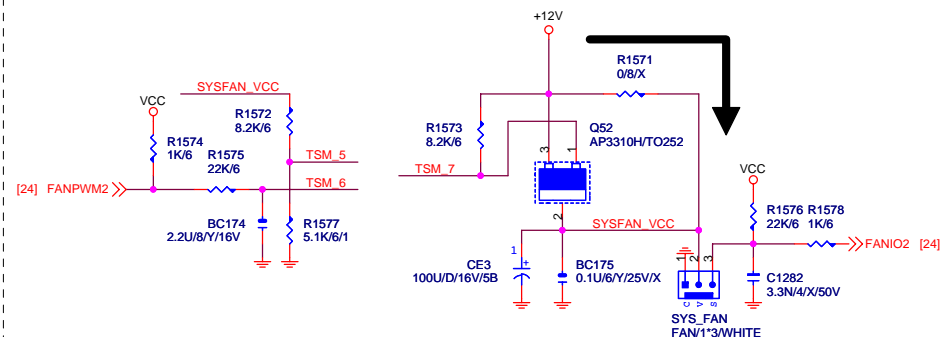 +12V
R1571
0/8/X
SYSFAN_VCC
VCC
R1572
8.2K/6
R1574
1K/6
R1573
8.2K/6
Q52
AP3310H/TO252
3
1
R1575
22K/6
TSM_5
TSM_7
VCC
[24] FANPWM2
TSM_6
2
SYSFAN_VCC
R1576 R1578
22K/6 1K/6
BC174
2.2U/8/Y/16V
R1577
5.1K/6/1
FANIO2 [24]
1
+
CE3
100U/D/16V/5B
BC175
0.1U/6/Y/25V/X
1
2
3
C1282
3.3N/4/X/50V
C
V
S
SYS_FAN
FAN/1*3/WHITE